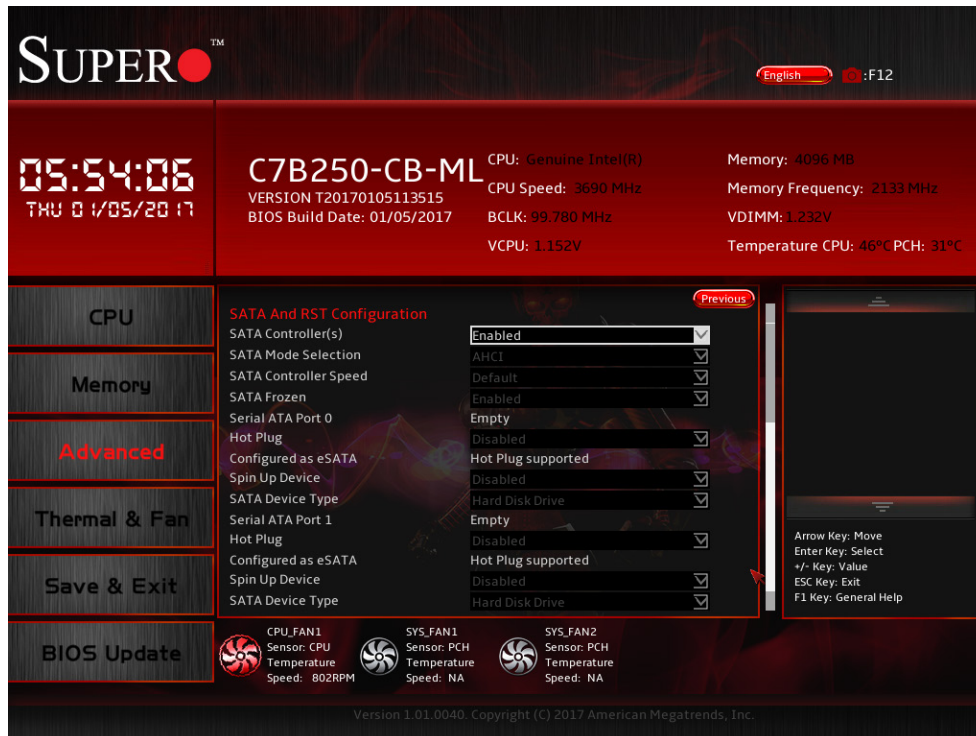 SUPER TM
English :F12
05:54:06
THU 01/05/2017
C7B250-CB-ML
VERSION T20170105113515
BIOS Build Date: 01/05/2017
CPU: Genuine Intel(R)
CPU Speed: 3690 MHz
BCLK: 99.780 MHz
VCPU: 1.152V
Memory: 4096 MB
Memory Frequency: 2133 MHz
VDIMM: 1.232V
Temperature CPU: 46°C PCH: 31°C
CPU
Memory
Advanced
Thermal & Fan
Save & Exit
BIOS Update
Previous
SATA And RST Configuration
SATA Controller(s) Enabled
SATA Mode Selection AHCI
SATA Controller Speed Default
SATA Frozen Enabled
Serial ATA Port 0 Empty
Hot Plug Disabled
Configured as eSATA Hot Plug supported
Spin Up Device Disabled
SATA Device Type Hard Disk Drive
Serial ATA Port 1 Empty
Hot Plug Disabled
Configured as eSATA Hot Plug supported
Spin Up Device Disabled
SATA Device Type Hard Disk Drive
Arrow Key: Move
Enter Key: Select
+/- Key: Value
ESC Key: Exit
F1 Key: General Help
CPU_FAN1
Sensor: CPU
Temperature
Speed: 802RPM
SYS_FAN1
Sensor: PCH
Temperature
Speed: NA
SYS_FAN2
Sensor: PCH
Temperature
Speed: NA
Version 1.01.0040. Copyright (C) 2017 American Megatrends, Inc.